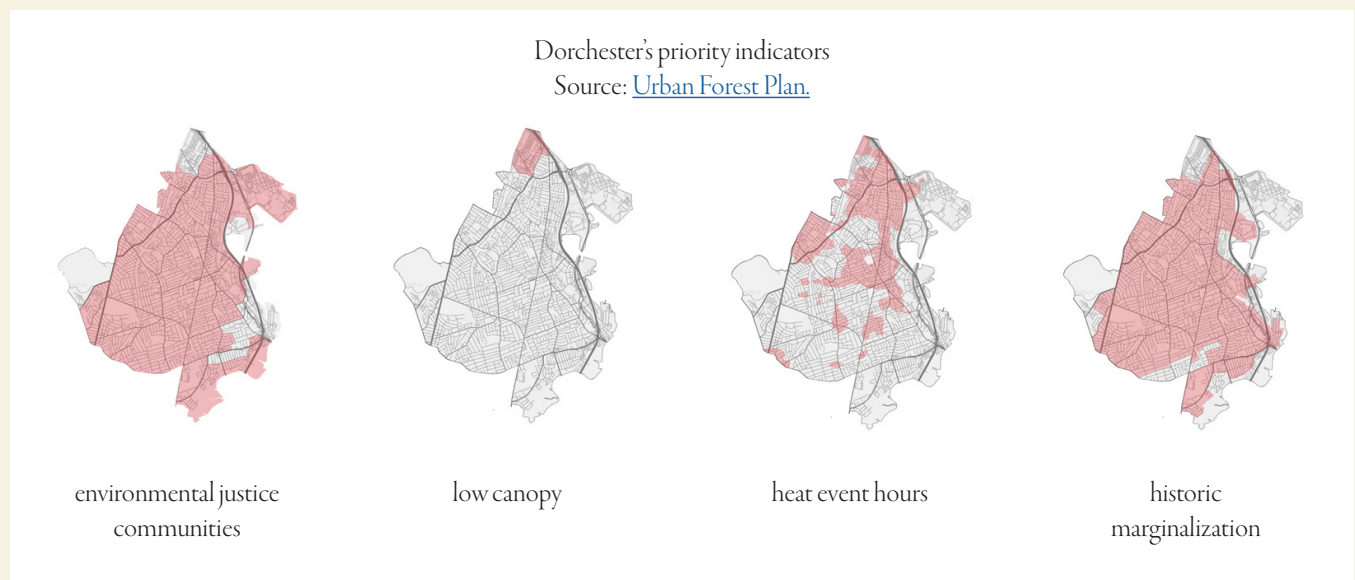 Dorchester’s priority indicators
Source: Urban Forest Plan.
environmental justice
communities
low canopy
heat event hours
historic
marginalization